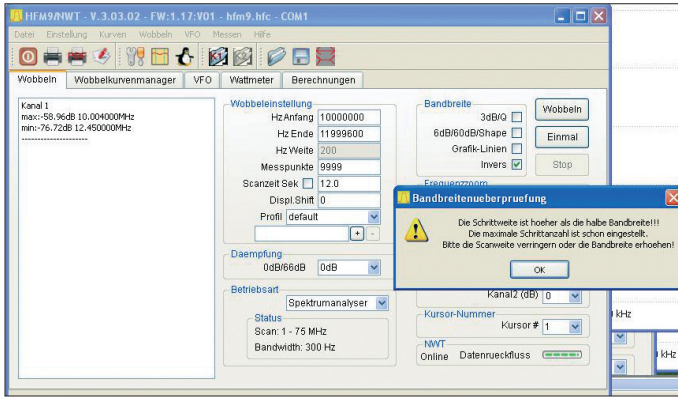 HFM9/NWT - V.3.03.02 - FW:1.17:V01 - hfm9.hfc - COM1
Datei Einstellung Kurven Wobbeln VFO Messen Hilfe
Wobbeln Wobbelkurvenmanager VFO Wattmeter Berechnungen
Kanal 1
max:-58.96dB 10.004000MHz
min:-76.72dB 12.450000MHz
---------------------
Wobbeleinstellung
Hz Anfang 10000000
Hz Ende 11999600
Hz Weite 200
Messpunkte 9999
Scanzeit Sek 12.0
Displ.Shift 0
Profil default
+ -
Daempfung
0dB/66dB 0dB
Betriebsart
Spektrumanalyser
Status
Scan: 1 - 75 MHz
Bandwidth: 300 Hz
Bandbreite
3dB/Q
6dB/60dB/Shape
Grafik-Linien
Invers
Wobbeln
Einmal
Stop
Frequenzzoom
Bandbreitenueberpruefung
Die Schrittweite ist hoeher als die halbe Bandbreite!!!
Die maximale Schrittanzahl ist schon eingestellt.
Bitte die Scanweite verringern oder die Bandbreite erhoehen!
OK
Kanal2 (dB) 0
Kursor-Nummer
Kursor # 1
NWT
Online Datenrueckfluss
kHz
kHz